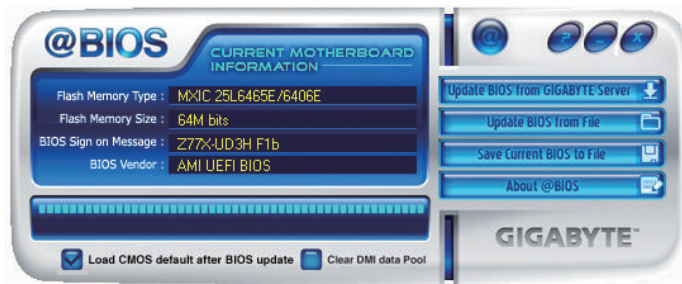 @BIOS
CURRENT MOTHERBOARD
INFORMATION
Flash Memory Type : MXIC 25L6465E/6406E
Flash Memory Size : 64M bits
BIOS Sign on Message : Z77X-UD3H F1b
BIOS Vendor : AMI UEFI BIOS
Load CMOS default after BIOS update
Clear DMI data Pool
@
?
_
X
Update BIOS from GIGABYTE Server
Update BIOS from File
Save Current BIOS to File
About @BIOS
GIGABYTE™